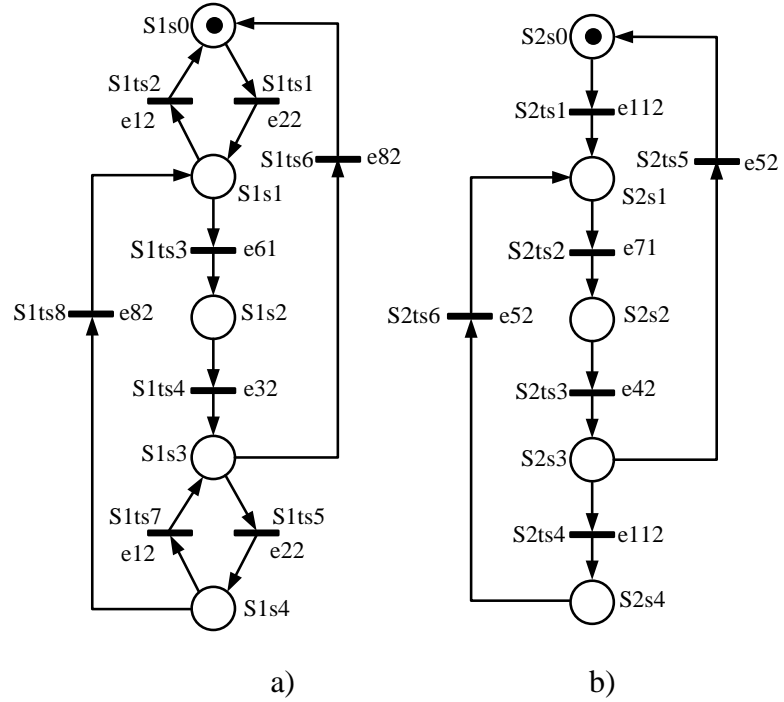 S1s0
S1ts2
S1ts1
e12
e22
S1ts6
e82
S1s1
S1ts3
e61
S1ts8
e82
S1s2
S1ts4
e32
S1s3
S1ts7
S1ts5
e12
e22
S1s4
a)
S2s0
S2ts1
e112
S2ts5
e52
S2s1
S2ts2
e71
S2ts6
e52
S2s2
S2ts3
e42
S2s3
S2ts4
e112
S2s4
b)